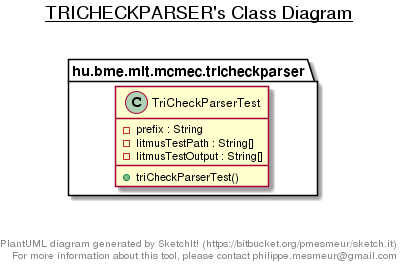 TRICHECKPARSER's Class Diagram
hu.bme.mit.mcmec.tricheckparser
C TriCheckParserTest
prefix : String
litmusTestPath : String[]
litmusTestOutput : String[]
triCheckParserTest()
PlantUML diagram generated by SketchIt! (https://bitbucket.org/pmesmeur/sketch.it)
For more information about this tool, please contact philippe.mesmeur@gmail.com